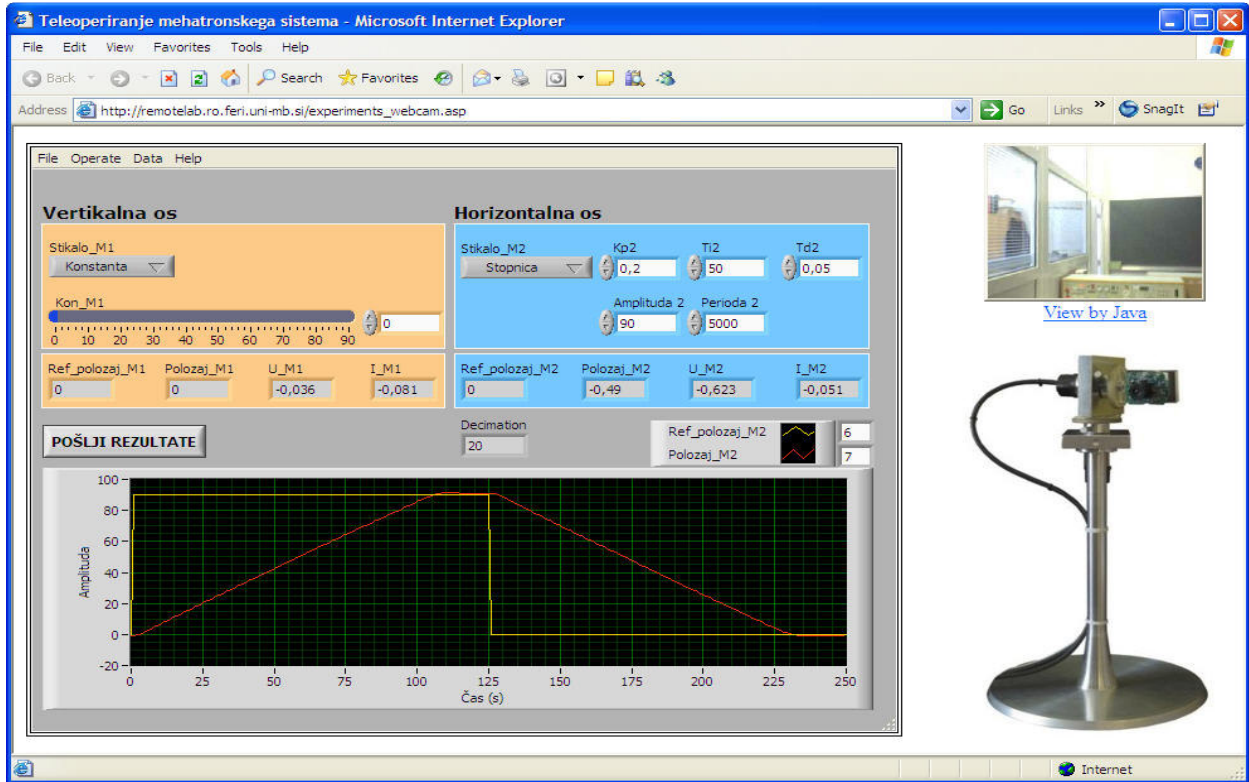 Teleoperiranje mehatronskega sistema - Microsoft Internet Explorer
File Edit View Favorites Tools Help
Back Search Favorites
Address http://remotelab.ro.feri.uni-mb.si/experiments_webcam.asp Go Links » SnagIt
File Operate Data Help
Vertikalna os
Stikalo_M1
Konstanta
Kon_M1
0
0 10 20 30 40 50 60 70 80 90
Ref_polozaj_M1 Polozaj_M1 U_M1 I_M1
0 0 -0,036 -0,081
Horizontalna os
Stikalo_M2 Kp2 Ti2 Td2
Stopnica 0,2 50 0,05
Amplituda 2 Perioda 2
90 5000
Ref_polozaj_M2 Polozaj_M2 U_M2 I_M2
0 -0,49 -0,623 -0,051
POŠLJI REZULTATE
Decimation
20
Ref_polozaj_M2 6
Polozaj_M2 7
100
80
60
40
20
0
-20
Amplituda
0 25 50 75 100 125 150 175 200 225 250
Čas (s)
View by Java
Internet